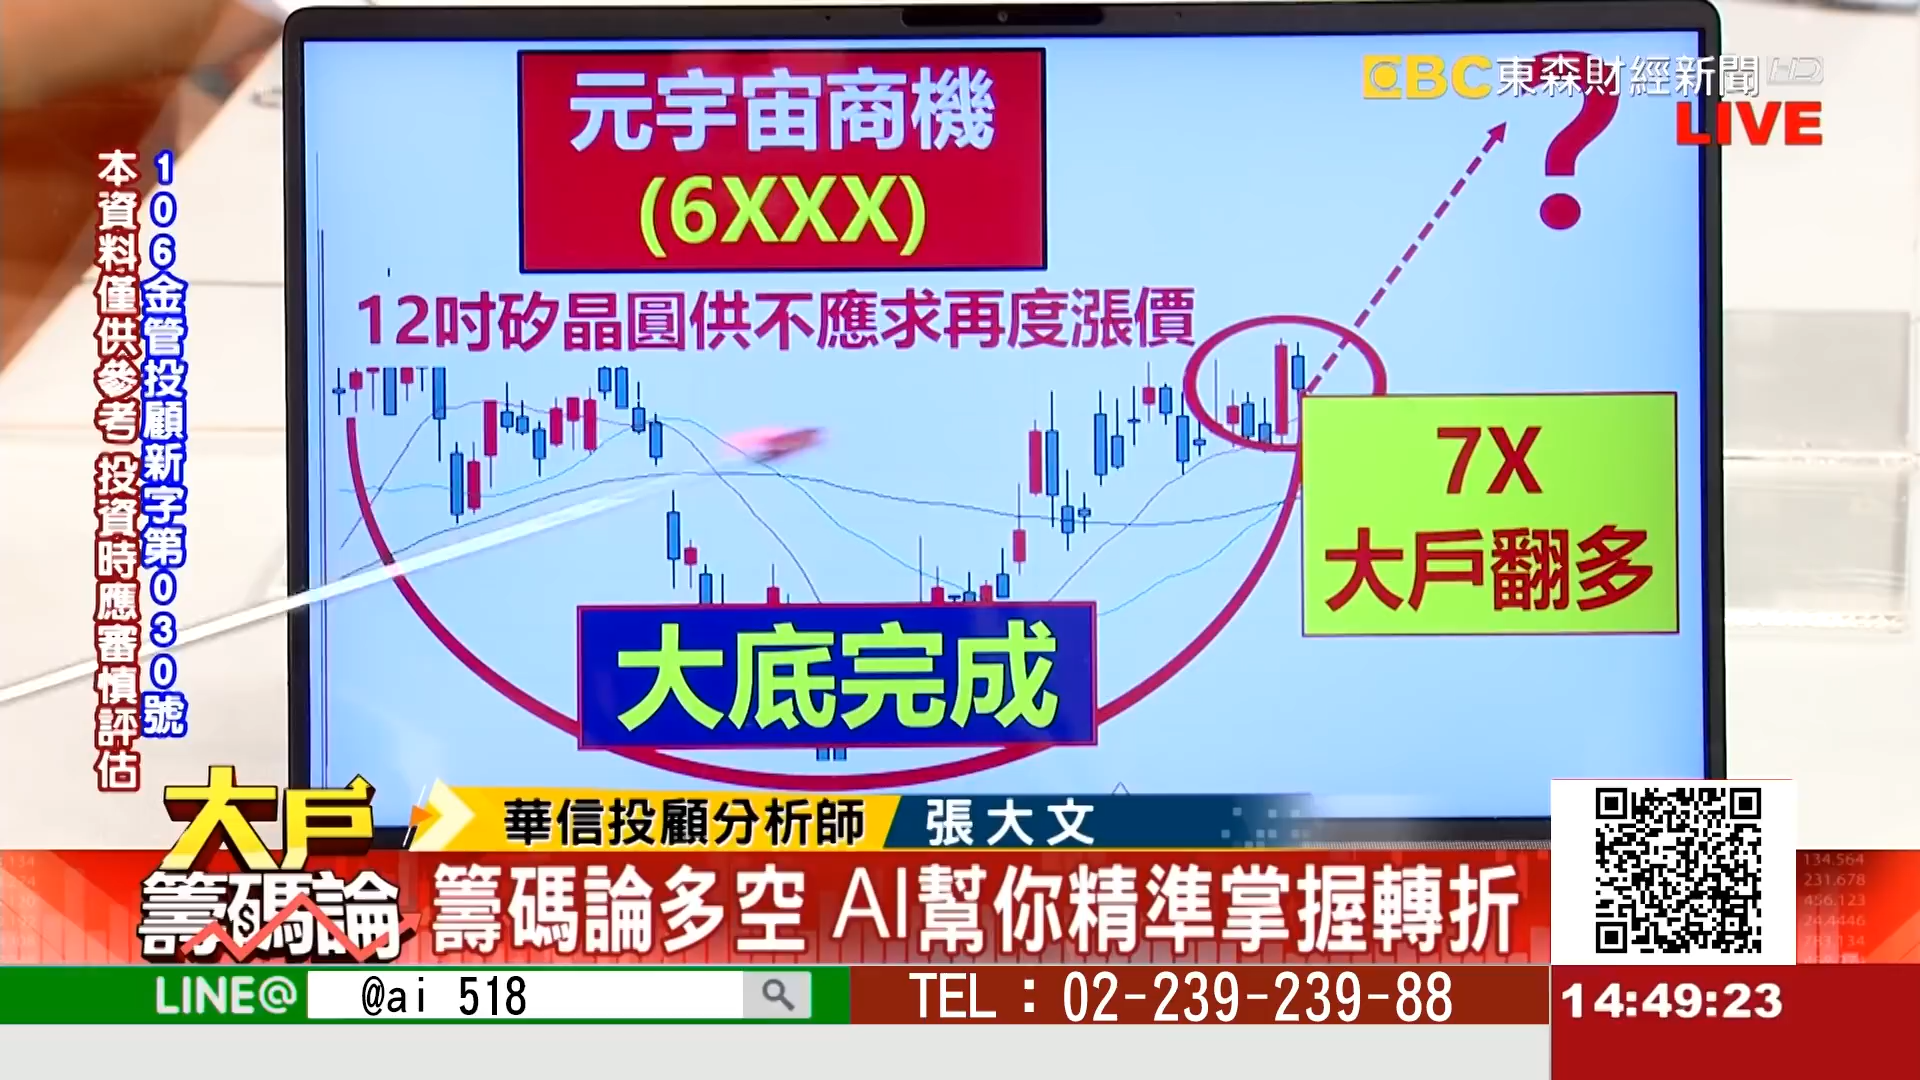 元宇宙商機
(6XXX)
EBC東森財經新聞HD
LIVE
?
12吋矽晶圓供不應求再度漲價
7X
大戶翻多
大底完成
106金管投顧新字第030號
本資料僅供參考 投資時應審慎評估
大戶
籌碼論
華信投顧分析師 張大文
籌碼論多空 AI幫你精準掌握轉折
LINE@ @ai 518
TEL：02-239-239-88
14:49:23